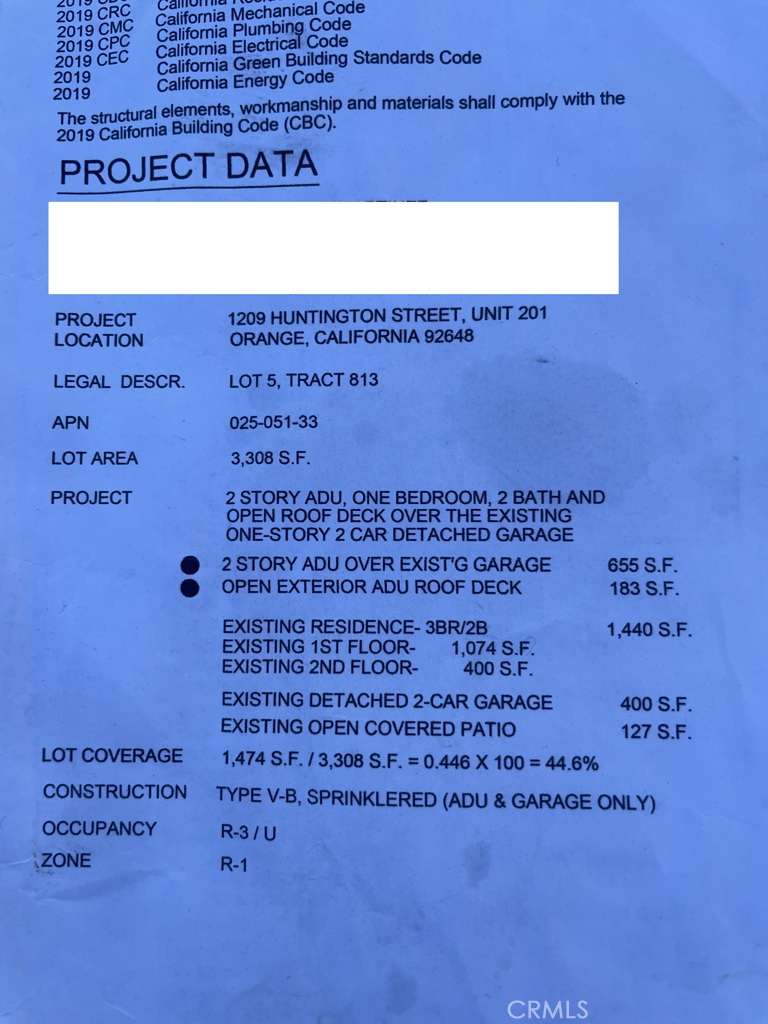 2019 CRC California
2019 CMC California Mechanical Code
2019 CPC California Plumbing Code
2019 CEC California Electrical Code
2019 California Green Building Standards Code
2019 California Energy Code
The structural elements, workmanship and materials shall comply with the
2019 California Building Code (CBC).
PROJECT DATA
PROJECT 1209 HUNTINGTON STREET, UNIT 201
LOCATION ORANGE, CALIFORNIA 92648
LEGAL DESCR. LOT 5, TRACT 813
APN 025-051-33
LOT AREA 3,308 S.F.
PROJECT 2 STORY ADU, ONE BEDROOM, 2 BATH AND
OPEN ROOF DECK OVER THE EXISTING
ONE-STORY 2 CAR DETACHED GARAGE
● 2 STORY ADU OVER EXIST'G GARAGE 655 S.F.
● OPEN EXTERIOR ADU ROOF DECK 183 S.F.
EXISTING RESIDENCE- 3BR/2B 1,440 S.F.
EXISTING 1ST FLOOR- 1,074 S.F.
EXISTING 2ND FLOOR- 400 S.F.
EXISTING DETACHED 2-CAR GARAGE 400 S.F.
EXISTING OPEN COVERED PATIO 127 S.F.
LOT COVERAGE 1,474 S.F. / 3,308 S.F. = 0.446 X 100 = 44.6%
CONSTRUCTION TYPE V-B, SPRINKLERED (ADU & GARAGE ONLY)
OCCUPANCY R-3 / U
ZONE R-1
CRMLS